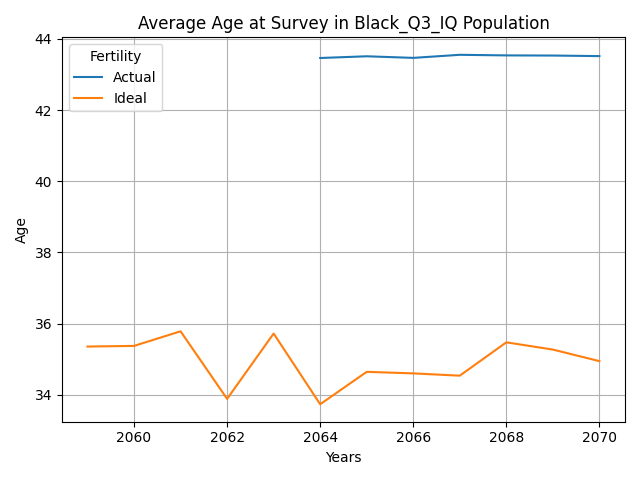 Average Age at Survey in Black_Q3_IQ Population
Fertility
Actual
Ideal
44
42
40
38
36
34
Age
2060 2062 2064 2066 2068 2070
Years